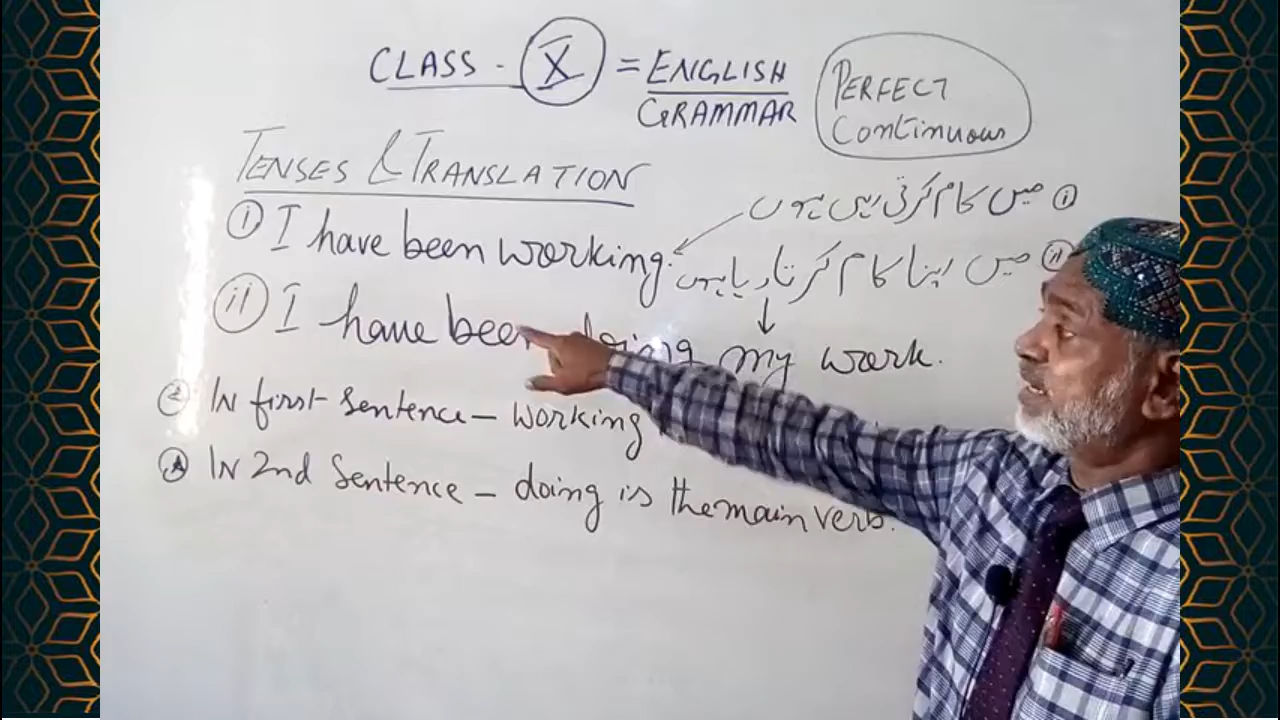 CLASS - X = ENGLISH GRAMMAR
PERFECT Continuous
TENSES & TRANSLATION
(i) میں کام کرتی رہی ہوں
(i) I have been working.
(ii) میں اپنا کام کرتا رہا ہوں
(ii) I have been doing my work.
In first Sentence – working
In 2nd Sentence – doing is the main verb.